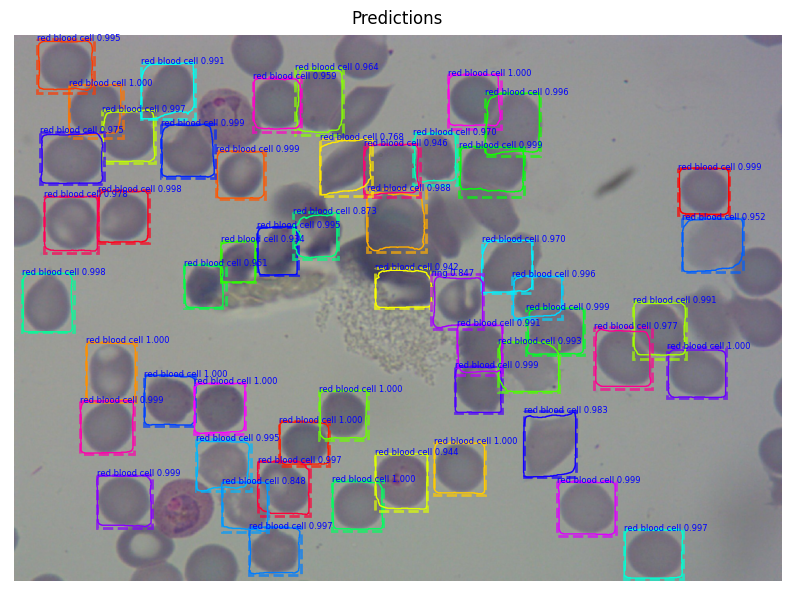 Predictions
red blood cell 0.995
red blood cell 0.991
red blood cell 0.964
red blood cell 0.959
red blood cell 1.000
red blood cell 1.000
red blood cell 0.996
red blood cell 0.997
red blood cell 0.999
red blood cell 0.975
red blood cell 0.768
red blood cell 0.970
red blood cell 0.946
red blood cell 0.999
red blood cell 0.999
red blood cell 0.999
red blood cell 0.998
red blood cell 0.978
red blood cell 0.988
red blood cell 0.873
red blood cell 0.952
red blood cell 0.995
red blood cell 0.934
red blood cell 0.970
red blood cell 0.942
0.847
red blood cell 0.998
red blood cell 0.996
red blood cell 0.991
red blood cell 0.999
red blood cell 0.991
red blood cell 0.977
red blood cell 1.000
red blood cell 0.993
red blood cell 1.000
red blood cell 0.999
red blood cell 1.000
red blood cell 1.000
red blood cell 1.000
red blood cell 0.999
red blood cell 0.983
red blood cell 1.000
red blood cell 0.995
red blood cell 1.000
red blood cell 0.944
red blood cell 0.997
red blood cell 0.999
red blood cell 1.000
red blood cell 0.848
red blood cell 0.999
red blood cell 0.997
red blood cell 0.997